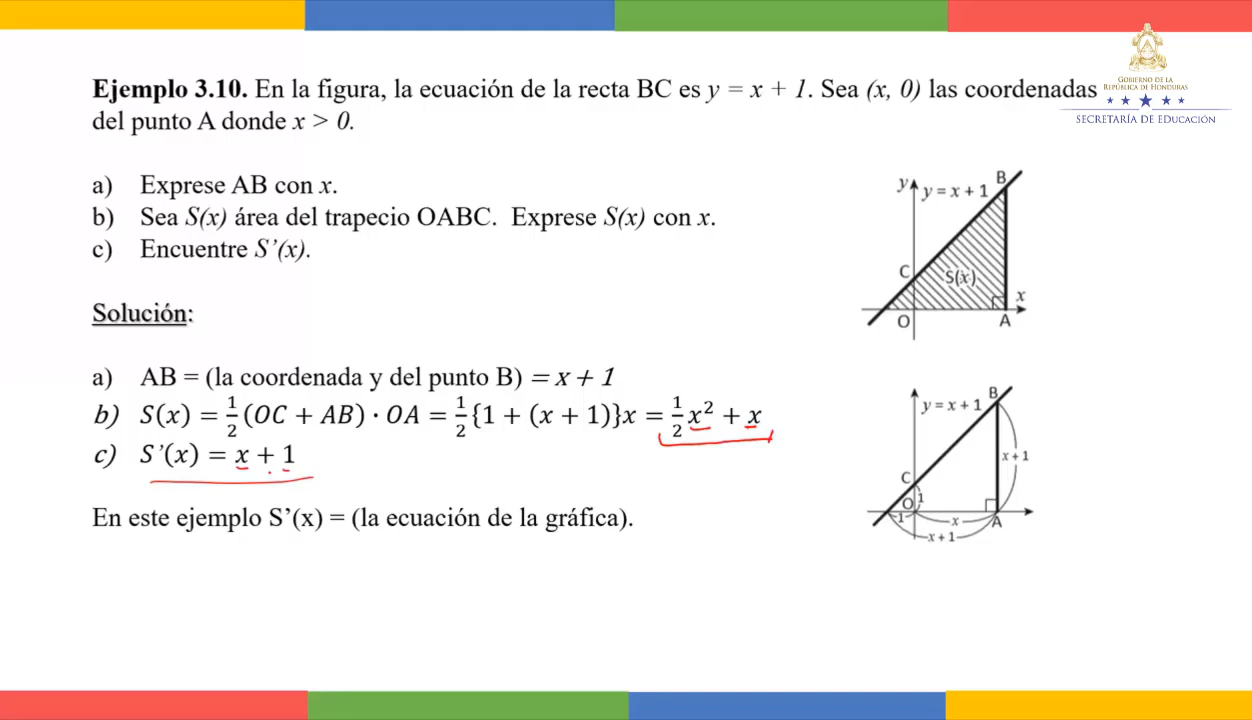 GOBIERNO DE LA
REPÚBLICA DE HONDURAS
SECRETARÍA DE EDUCACIÓN
Ejemplo 3.10. En la figura, la ecuación de la recta BC es y = x + 1. Sea (x, 0) las coordenadas
del punto A donde x > 0.
a) Exprese AB con x.
b) Sea S(x) área del trapecio OABC. Exprese S(x) con x.
c) Encuentre S’(x).
y
y = x + 1
B
C
S(x)
x
O
A
Solución:
a) AB = (la coordenada y del punto B) = x + 1
b) S(x) = 1/2 (OC + AB) · OA = 1/2 {1 + (x + 1)}x = 1/2 x² + x
c) S’(x) = x + 1
En este ejemplo S’(x) = (la ecuación de la gráfica).
B
y = x + 1
x + 1
C
O
1
1
x
A
x + 1